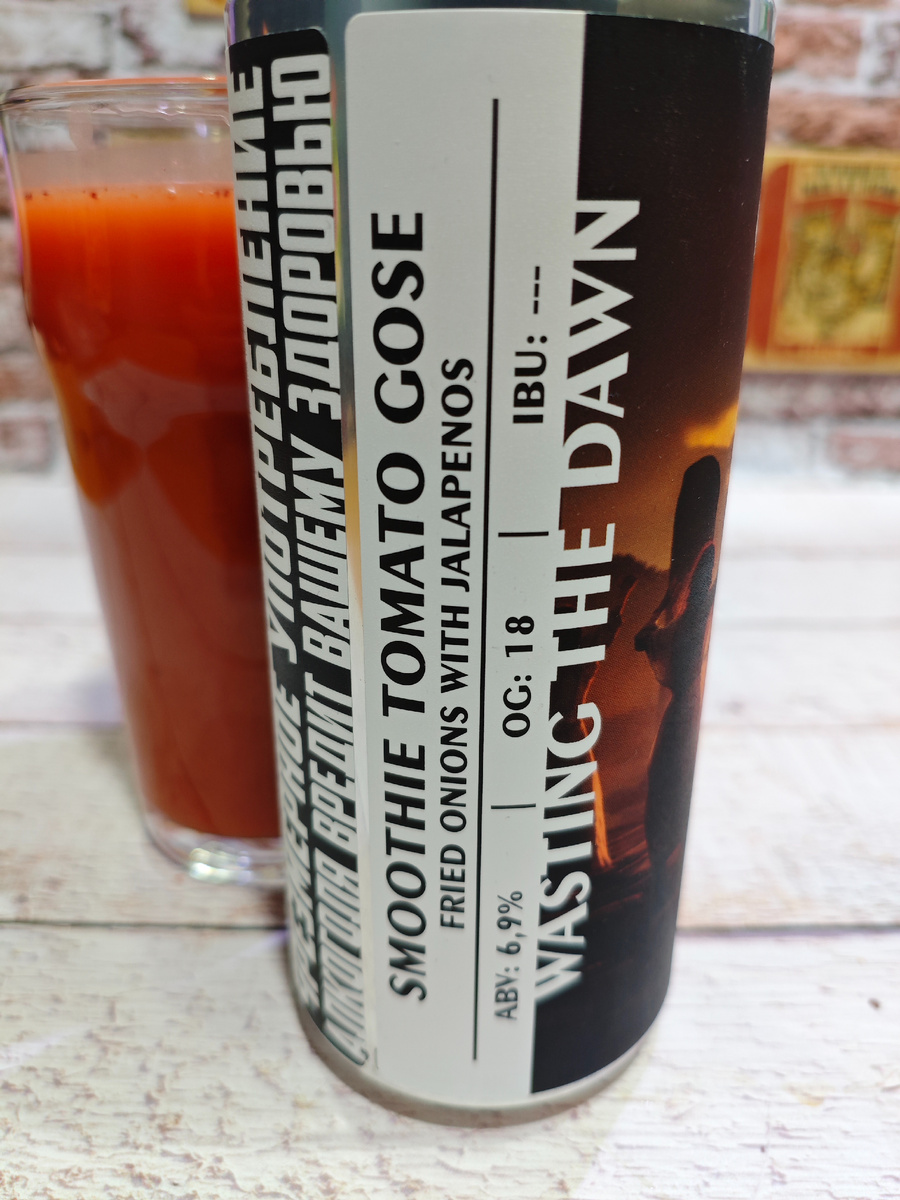 ЧРЕЗМЕРНОЕ УПОТРЕБЛЕНИЕ
АЛКОГОЛЯ ВРЕДИТ ВАШЕМУ ЗДОРОВЬЮ
SMOOTHIE TOMATO GOSE
FRIED ONIONS WITH JALAPENOS
ABV: 6,9% | OG: 18 | IBU: ---
WASTING THE DAWN